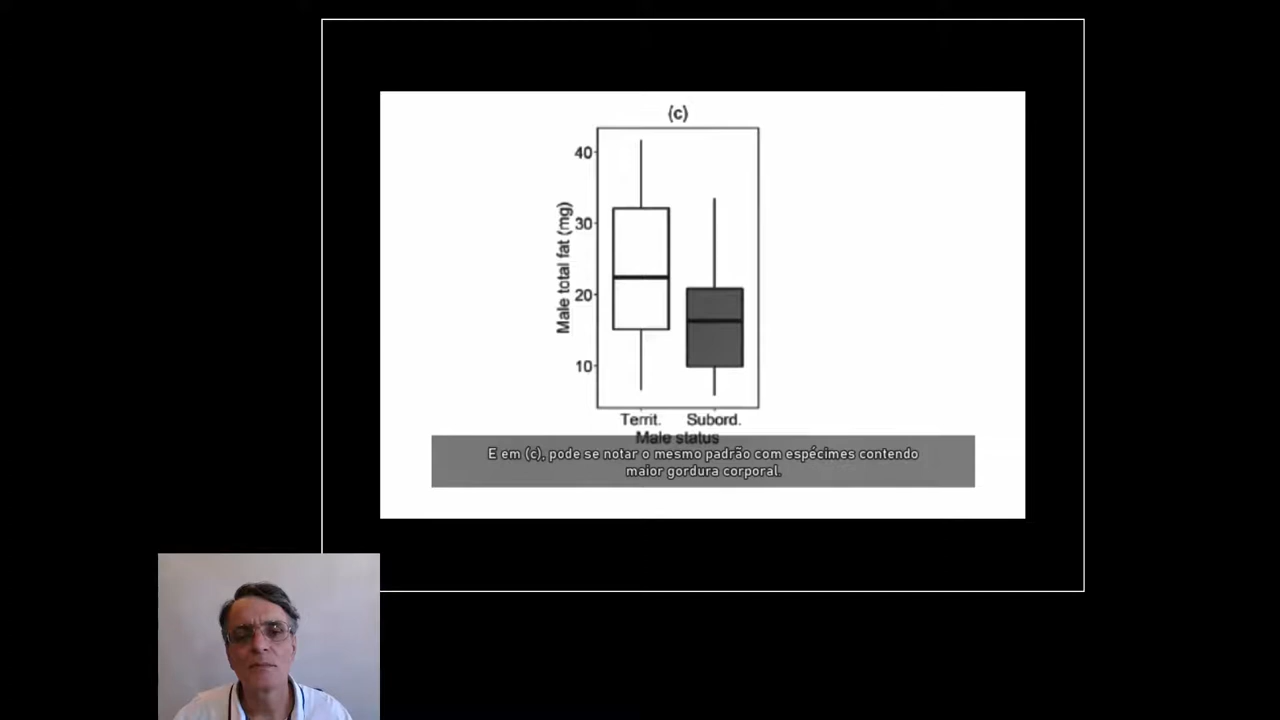 (c)
40
30
20
10
Male total fat (mg)
Territ. Subord.
Male status
E em (c), pode se notar o mesmo padrão com espécimes contendo
maior gordura corporal.